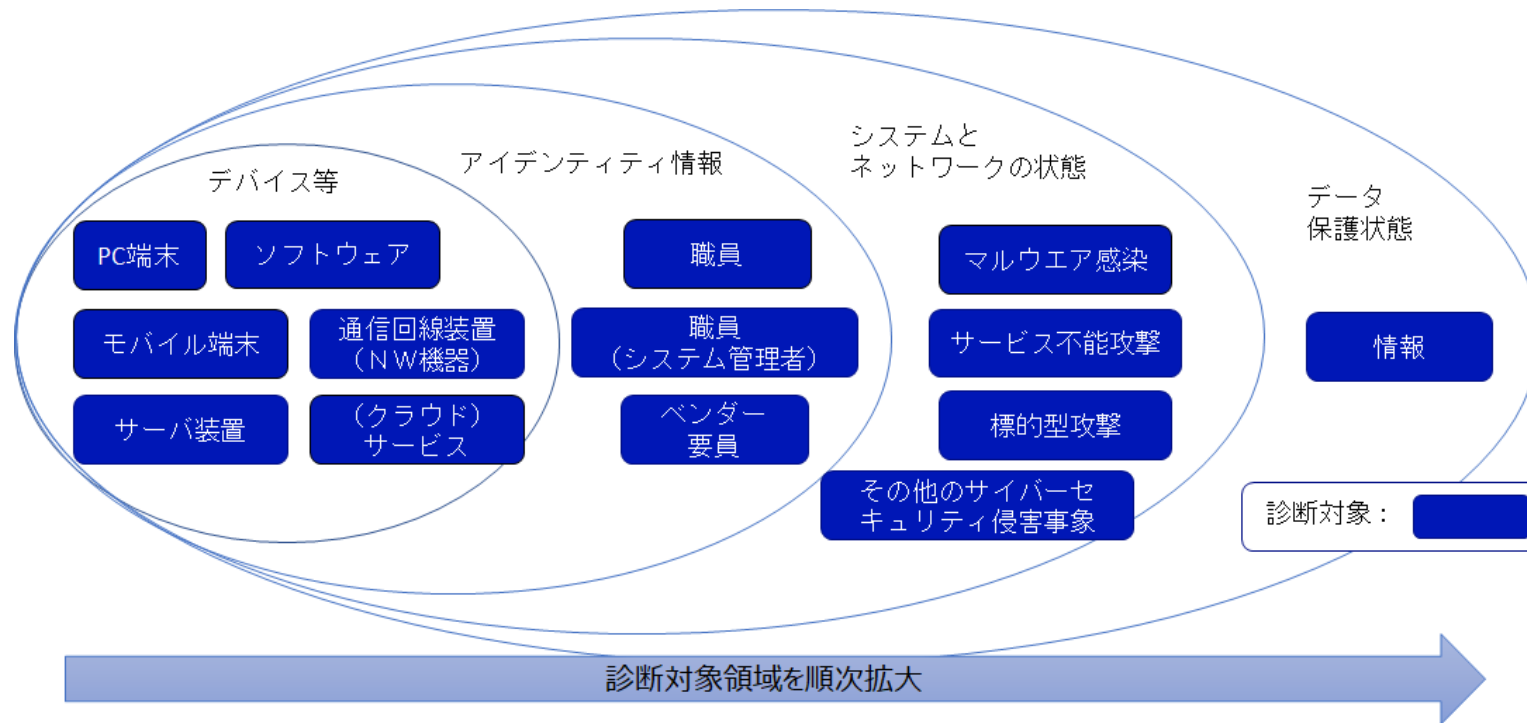 デバイス等
PC端末
ソフトウェア
モバイル端末
通信回線装置
（ＮＷ機器）
サーバ装置
（クラウド）
サービス
アイデンティティ情報
職員
職員
（システム管理者）
ベンダー
要員
システムと
ネットワークの状態
マルウエア感染
サービス不能攻撃
標的型攻撃
その他のサイバーセ
キュリティ侵害事象
データ
保護状態
情報
診断対象：
診断対象領域を順次拡大